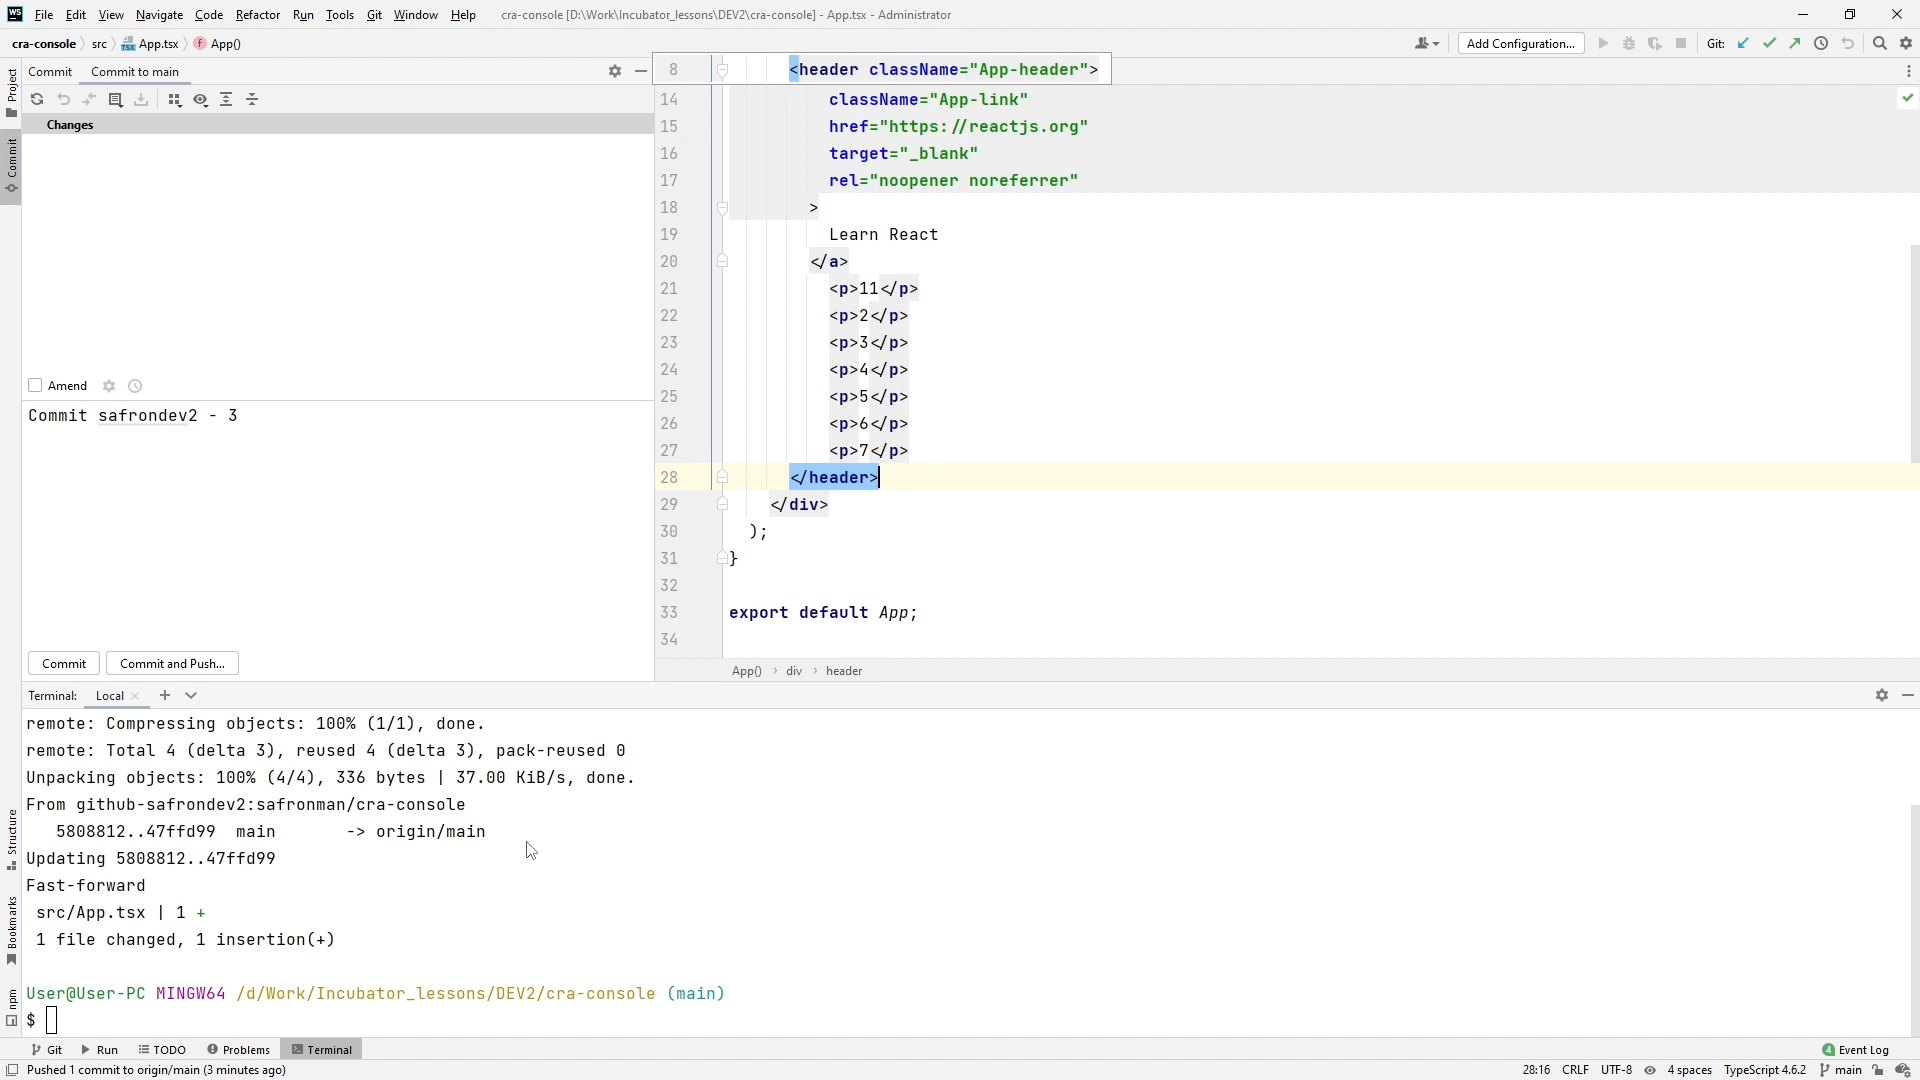 WS File Edit View Navigate Code Refactor Run Tools Git Window Help cra-console [D:\Work\Incubator_lessons\DEV2\cra-console] - App.tsx - Administrator
cra-console src App.tsx f App() Add Configuration... Git:
Project
Commit
Structure
Bookmarks
npm
Commit Commit to main
Changes
Amend
Commit safrondev2 - 3
Commit Commit and Push...
8 <header className="App-header">
14 className="App-link"
15 href="https://reactjs.org"
16 target="_blank"
17 rel="noopener noreferrer"
18 >
19 Learn React
20 </a>
21 <p>11</p>
22 <p>2</p>
23 <p>3</p>
24 <p>4</p>
25 <p>5</p>
26 <p>6</p>
27 <p>7</p>
28 </header>
29 </div>
30 );
31 }
32
33 export default App;
34
App() div header
Terminal: Local
remote: Compressing objects: 100% (1/1), done.
remote: Total 4 (delta 3), reused 4 (delta 3), pack-reused 0
Unpacking objects: 100% (4/4), 336 bytes | 37.00 KiB/s, done.
From github-safrondev2:safronman/cra-console
5808812..47ffd99 main -> origin/main
Updating 5808812..47ffd99
Fast-forward
src/App.tsx | 1 +
1 file changed, 1 insertion(+)
User@User-PC MINGW64 /d/Work/Incubator_lessons/DEV2/cra-console (main)
$
Git Run TODO Problems Terminal 4 Event Log
Pushed 1 commit to origin/main (3 minutes ago) 28:16 CRLF UTF-8 4 spaces TypeScript 4.6.2 main